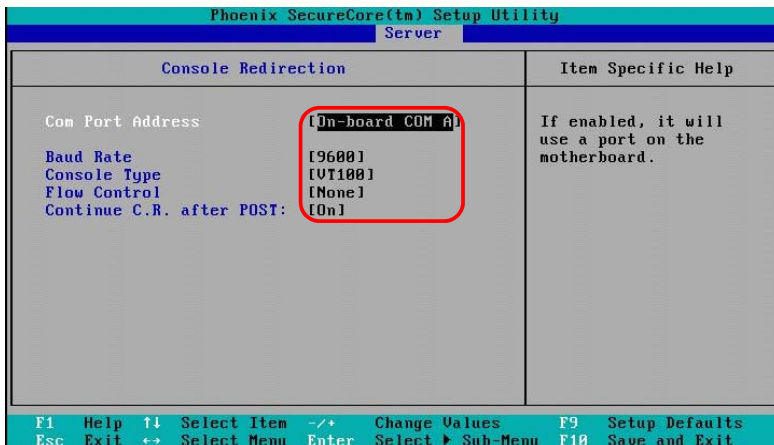 Phoenix SecureCore(tm) Setup Utility
Server
Console Redirection
Item Specific Help
Com Port Address [On-board COM A]
Baud Rate [9600]
Console Type [VT100]
Flow Control [None]
Continue C.R. after POST: [On]
If enabled, it will
use a port on the
motherboard.
F1 Help ↑↓ Select Item -/+ Change Values F9 Setup Defaults
Esc Exit ↔ Select Menu Enter Select ▶ Sub-Menu F10 Save and Exit